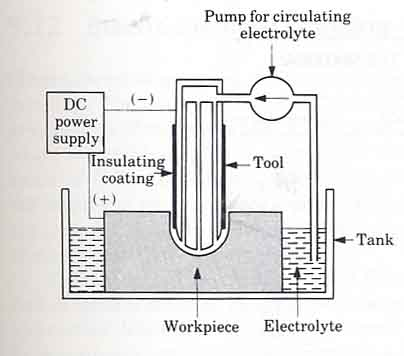 Pump for circulating
electrolyte
DC
power
supply
(−)
Insulating
coating
Tool
(+)
Tank
Workpiece
Electrolyte